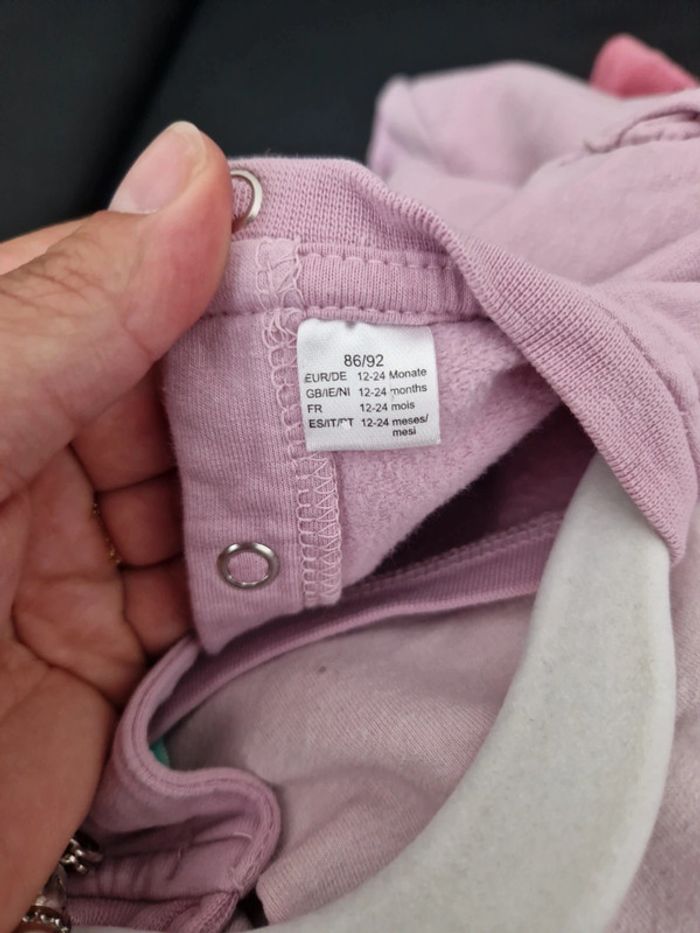 86/92
EUR/DE 12-24 Monate
GB/IE/NI 12-24 months
FR 12-24 mois
ES/IT/PT 12-24 meses/
mesi